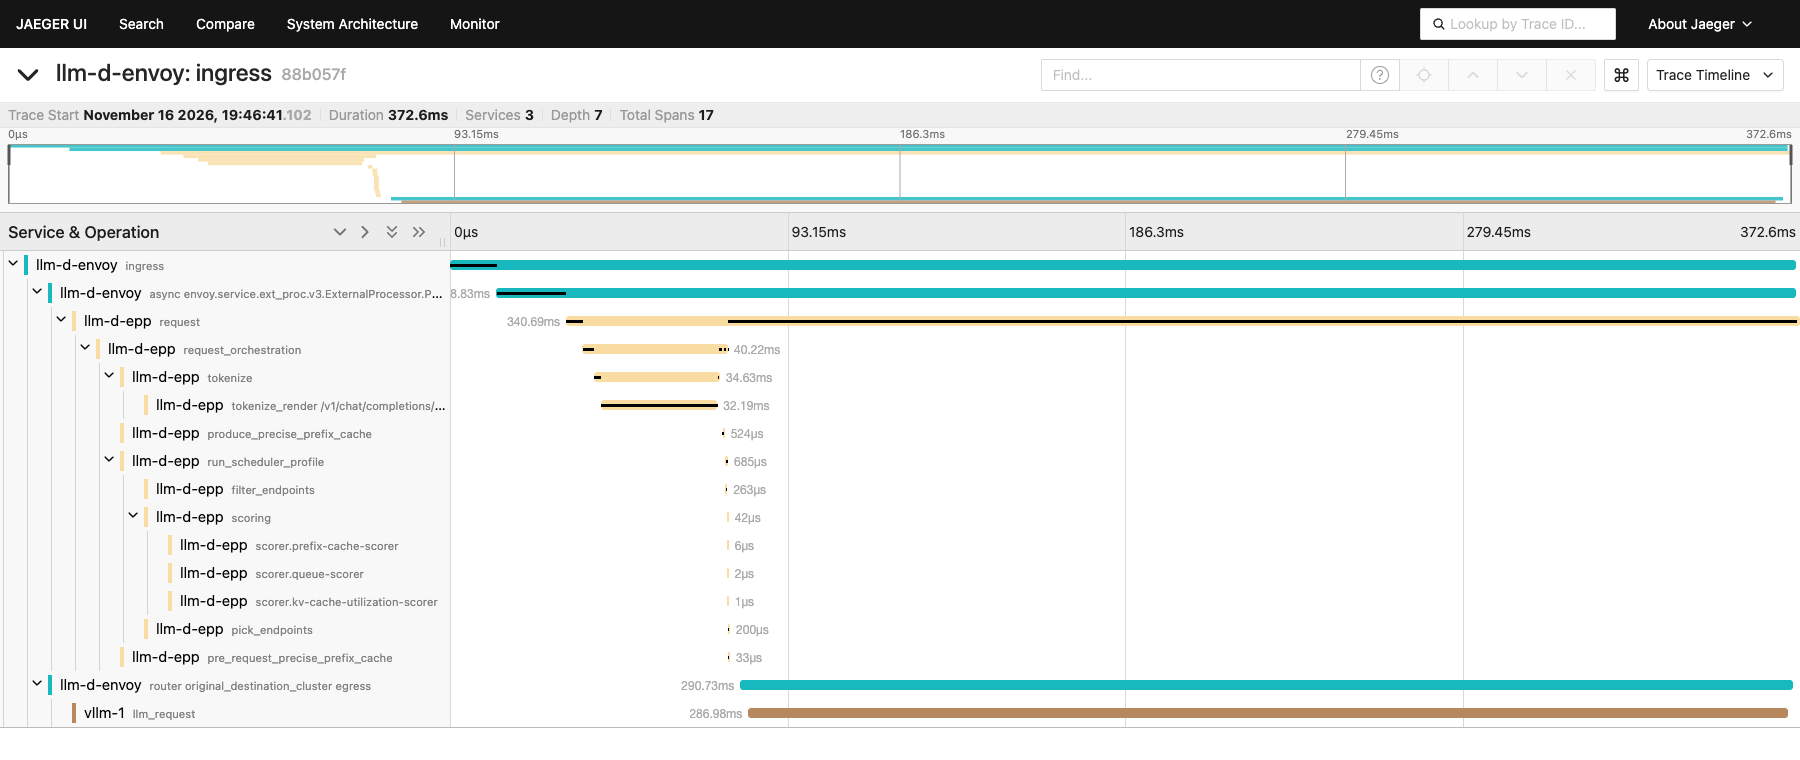 JAEGER UI Search Compare System Architecture Monitor Lookup by Trace ID... About Jaeger
llm-d-envoy: ingress 88b057f Find... ? ⌘ Trace Timeline
Trace Start November 16 2026, 19:46:41.102 Duration 372.6ms Services 3 Depth 7 Total Spans 17
0μs 93.15ms 186.3ms 279.45ms 372.6ms
Service & Operation 0μs 93.15ms 186.3ms 279.45ms 372.6ms
llm-d-envoy ingress
llm-d-envoy async envoy.service.ext_proc.v3.ExternalProcessor.P... 8.83ms
llm-d-epp request 340.69ms
llm-d-epp request_orchestration 40.22ms
llm-d-epp tokenize 34.63ms
llm-d-epp tokenize_render /v1/chat/completions/... 32.19ms
llm-d-epp produce_precise_prefix_cache 524μs
llm-d-epp run_scheduler_profile 685μs
llm-d-epp filter_endpoints 263μs
llm-d-epp scoring 42μs
llm-d-epp scorer.prefix-cache-scorer 6μs
llm-d-epp scorer.queue-scorer 2μs
llm-d-epp scorer.kv-cache-utilization-scorer 1μs
llm-d-epp pick_endpoints 200μs
llm-d-epp pre_request_precise_prefix_cache 33μs
llm-d-envoy router original_destination_cluster egress 290.73ms
vllm-1 llm_request 286.98ms